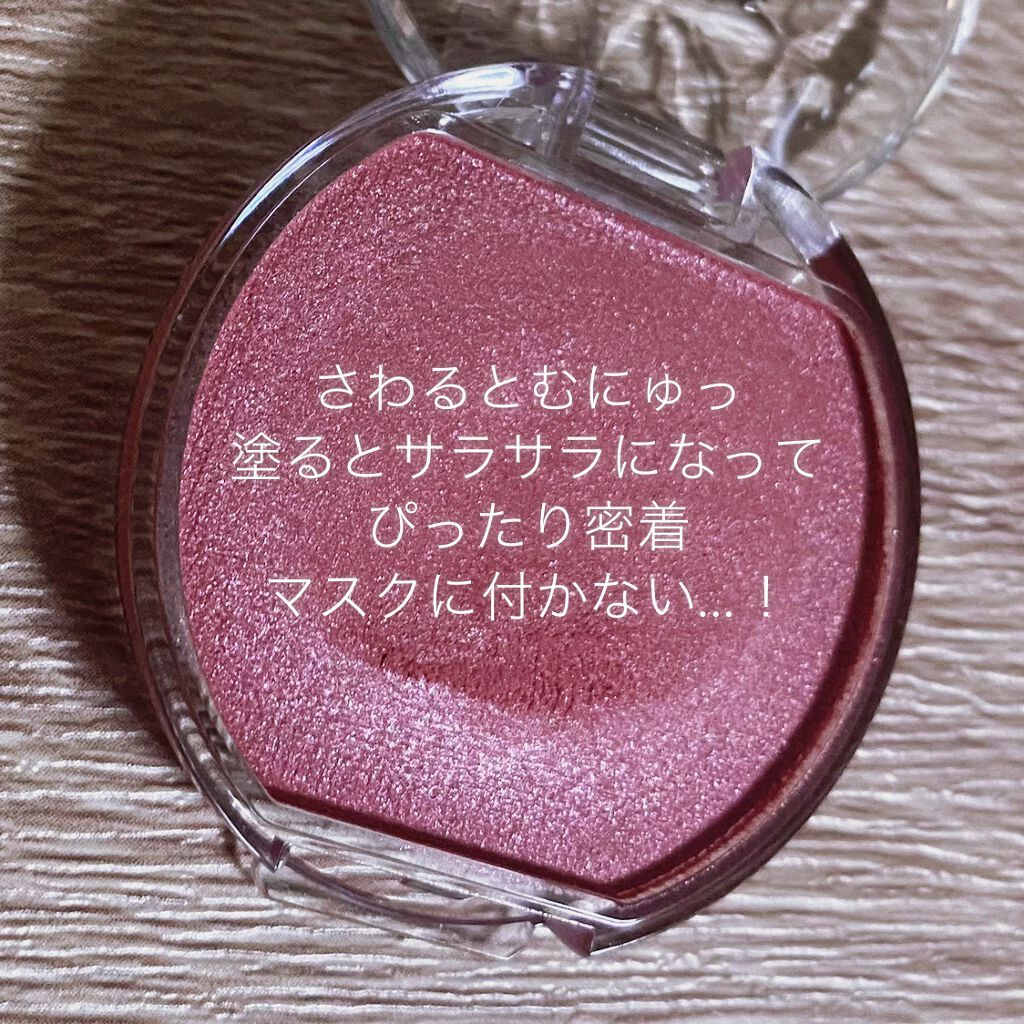 さわるとむにゅっ
塗るとサラサラになって
ぴったり密着
マスクに付かない...！